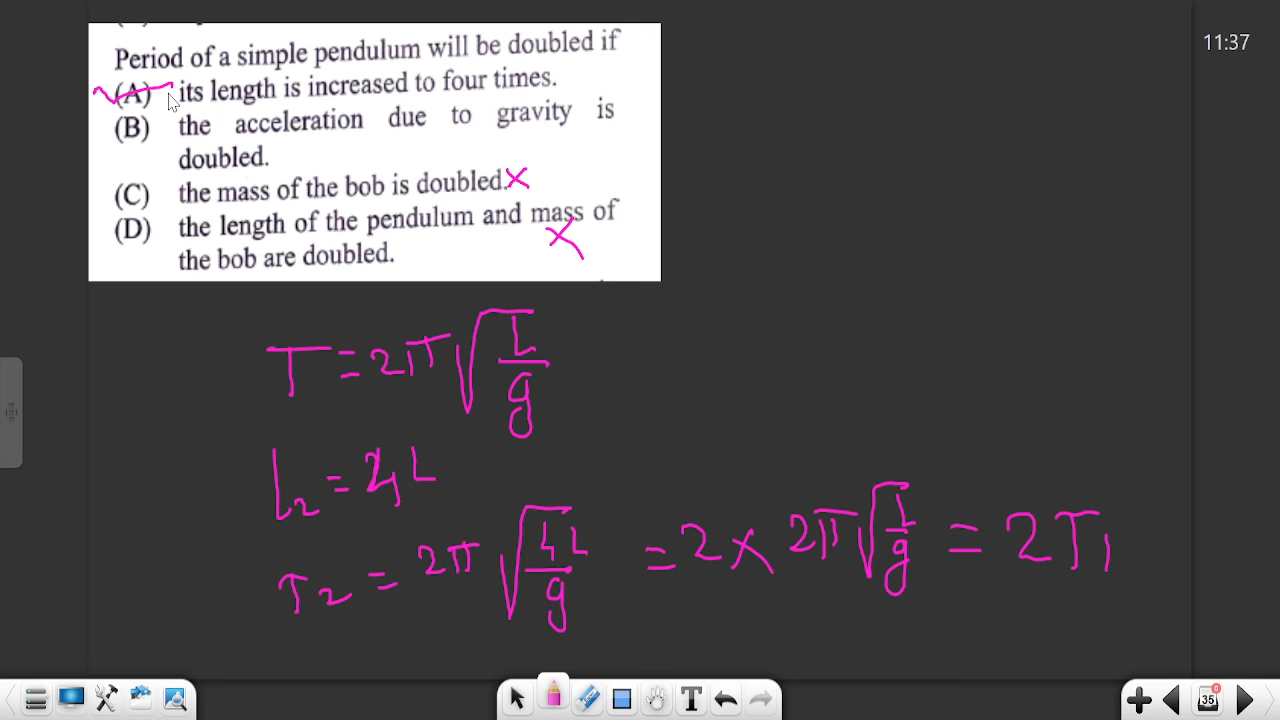 11:37
Period of a simple pendulum will be doubled if
(A) its length is increased to four times.
(B) the acceleration due to gravity is
doubled.
(C) the mass of the bob is doubled.
(D) the length of the pendulum and mass of
the bob are doubled.
T = 2π√(L/g)
l₂ = 4L
T₂ = 2π√(4L/g) = 2 × 2π√(L/g) = 2T₁
T
35
0